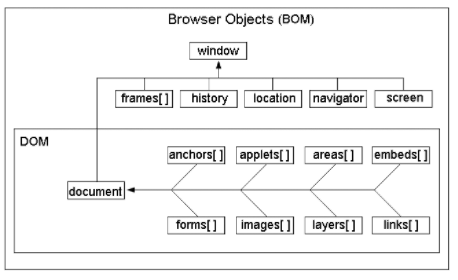 Browser Objects (BOM)
window
frames[ ] history location navigator screen
DOM
anchors[ ] applets[ ] areas[ ] embeds[ ]
document
forms[ ] images[ ] layers[ ] links[ ]